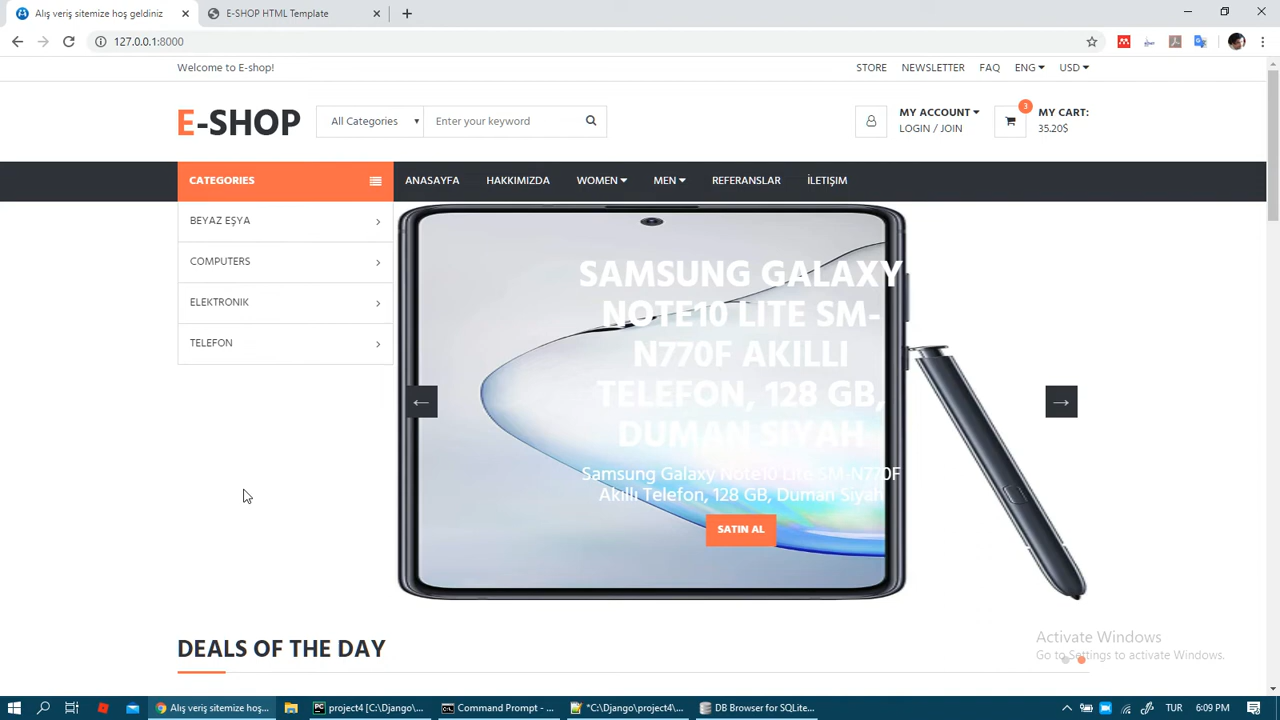 Alış veriş sitemize hoş geldiniz
E-SHOP HTML Template
127.0.0.1:8000
Welcome to E-shop!
STORE NEWSLETTER FAQ ENG USD
E-SHOP
All Categories
Enter your keyword
MY ACCOUNT
LOGIN / JOIN
3
MY CART:
35.20$
CATEGORIES
ANASAYFA HAKKIMIZDA WOMEN MEN REFERANSLAR İLETIŞIM
BEYAZ EŞYA
COMPUTERS
ELEKTRONIK
TELEFON
SAMSUNG GALAXY
NOTE10 LITE SM-
N770F AKILLI
TELEFON, 128 GB,
DUMAN SIYAH
Samsung Galaxy Note10 Lite SM-N770F
Akıllı Telefon, 128 GB, Duman Siyah
SATIN AL
DEALS OF THE DAY
Activate Windows
Go to Settings to activate Windows.
Alış veriş sitemize hoş...
project4 [C:\Django\...
Command Prompt - ...
*C:\Django\project4\...
DB Browser for SQLite...
TUR
6:09 PM